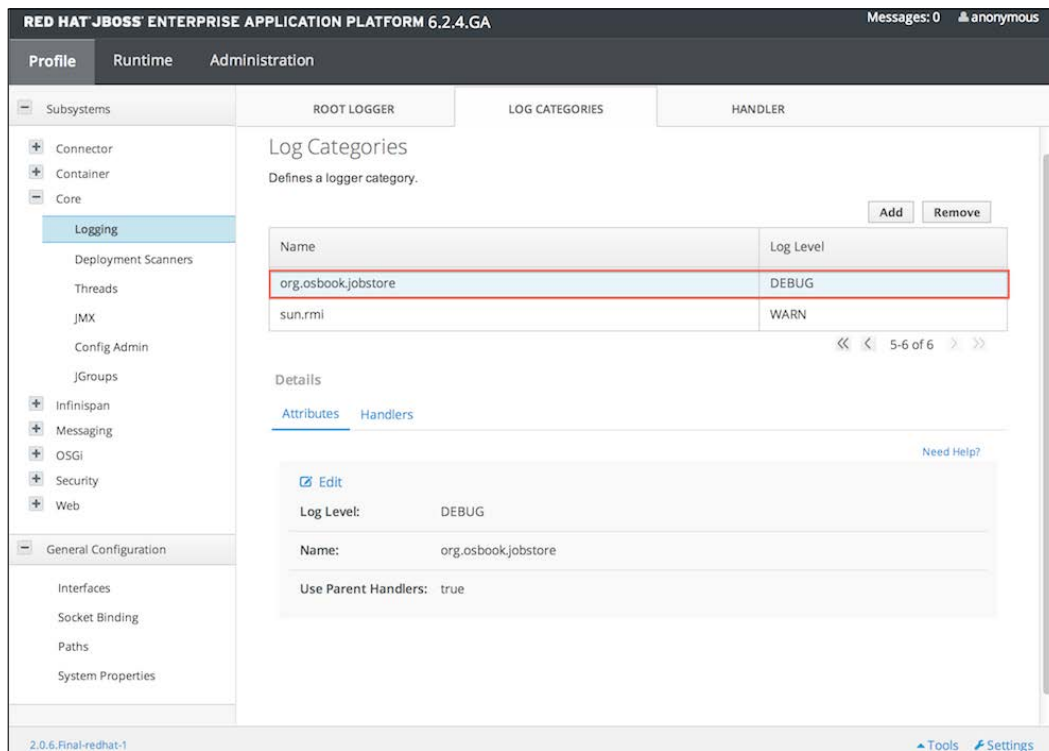 RED HAT JBOSS ENTERPRISE APPLICATION PLATFORM 6.2.4.GA
Messages: 0 anonymous
Profile Runtime Administration
Subsystems
Connector
Container
Core
Logging
Deployment Scanners
Threads
JMX
Config Admin
JGroups
Infinispan
Messaging
OSGi
Security
Web
General Configuration
Interfaces
Socket Binding
Paths
System Properties
ROOT LOGGER LOG CATEGORIES HANDLER
Log Categories
Defines a logger category.
Add Remove
Name Log Level
org.osbook.jobstore DEBUG
sun.rmi WARN
« ‹ 5-6 of 6 › »
Details
Attributes Handlers
Need Help?
Edit
Log Level: DEBUG
Name: org.osbook.jobstore
Use Parent Handlers: true
2.0.6.Final-redhat-1
Tools Settings